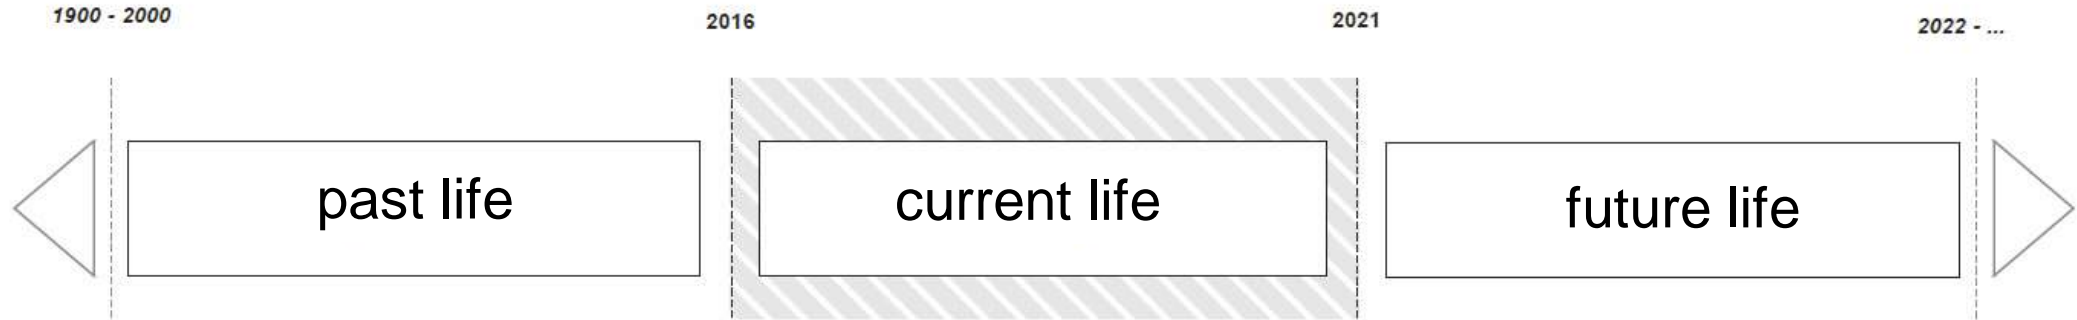 1900 - 2000
2016
2021
2022 - ...
past life
current life
future life